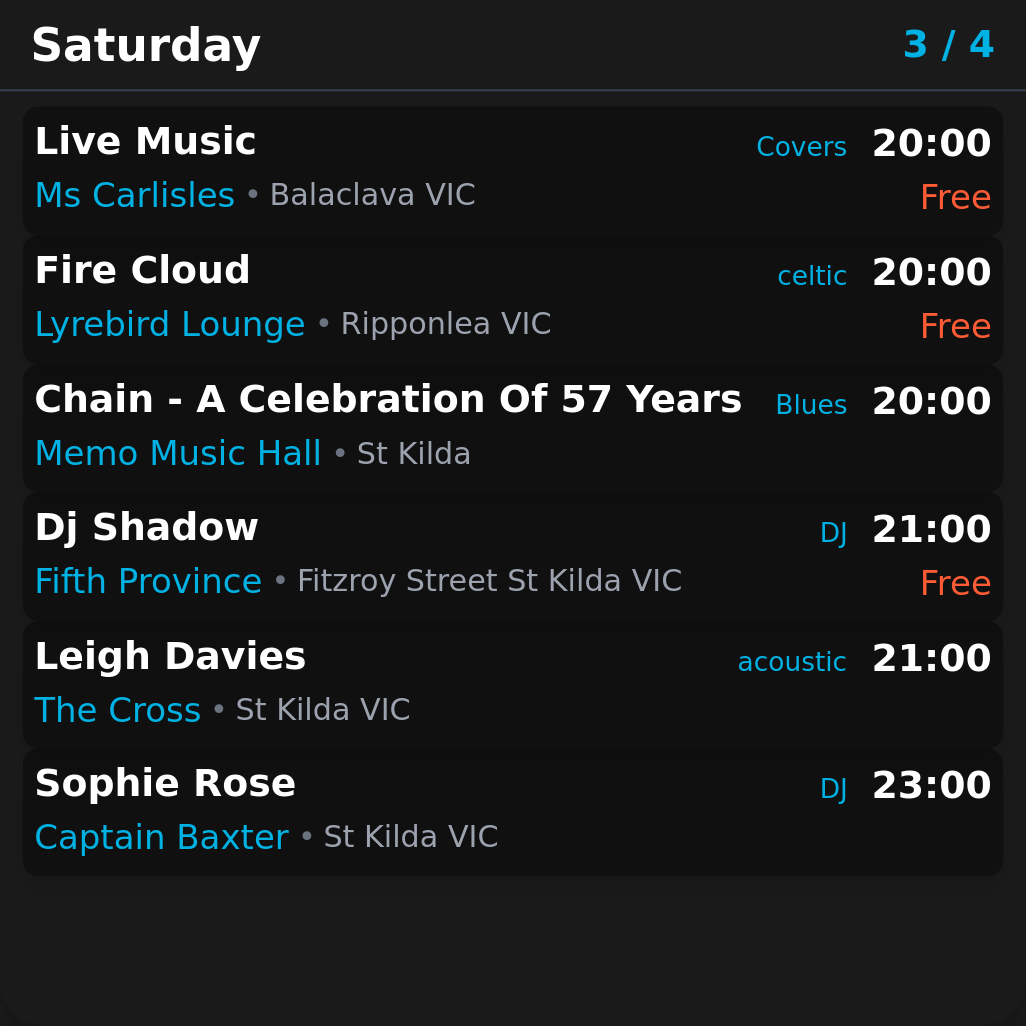 Saturday 3 / 4
Live Music Covers 20:00
Ms Carlisles • Balaclava VIC Free
Fire Cloud celtic 20:00
Lyrebird Lounge • Ripponlea VIC Free
Chain - A Celebration Of 57 Years Blues 20:00
Memo Music Hall • St Kilda
Dj Shadow DJ 21:00
Fifth Province • Fitzroy Street St Kilda VIC Free
Leigh Davies acoustic 21:00
The Cross • St Kilda VIC
Sophie Rose DJ 23:00
Captain Baxter • St Kilda VIC